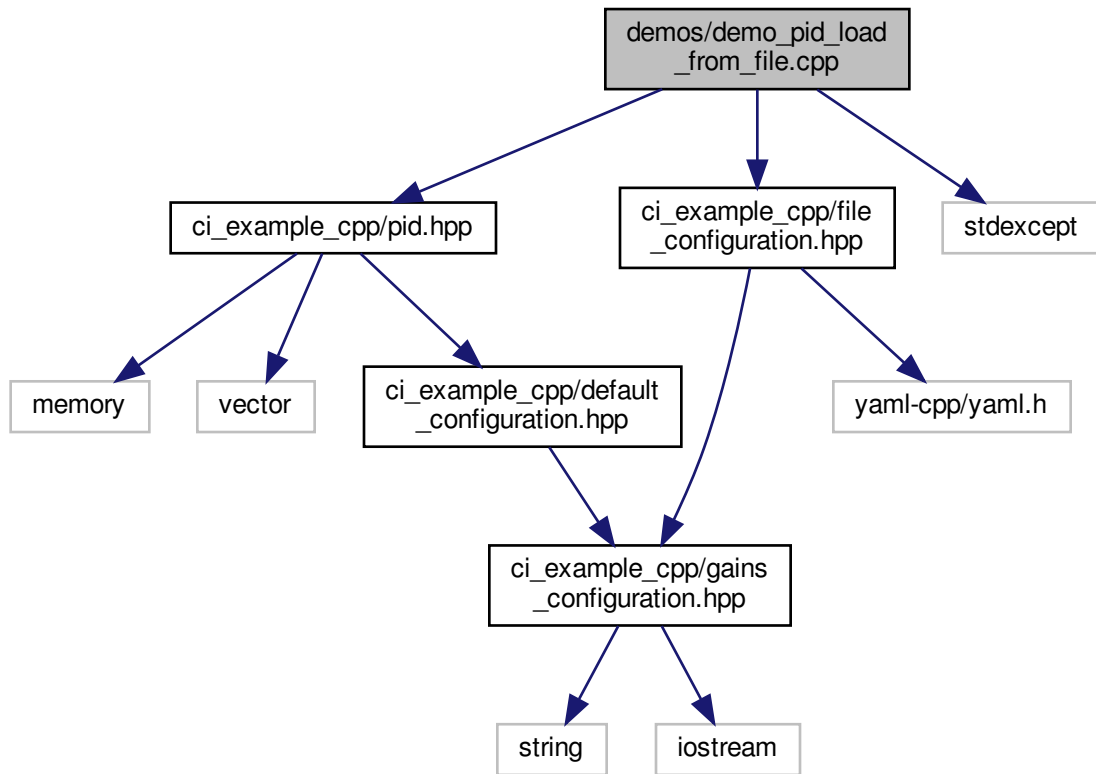 demos/demo_pid_load
_from_file.cpp
ci_example_cpp/pid.hpp
ci_example_cpp/file
_configuration.hpp
stdexcept
memory
vector
ci_example_cpp/default
_configuration.hpp
yaml-cpp/yaml.h
ci_example_cpp/gains
_configuration.hpp
string
iostream